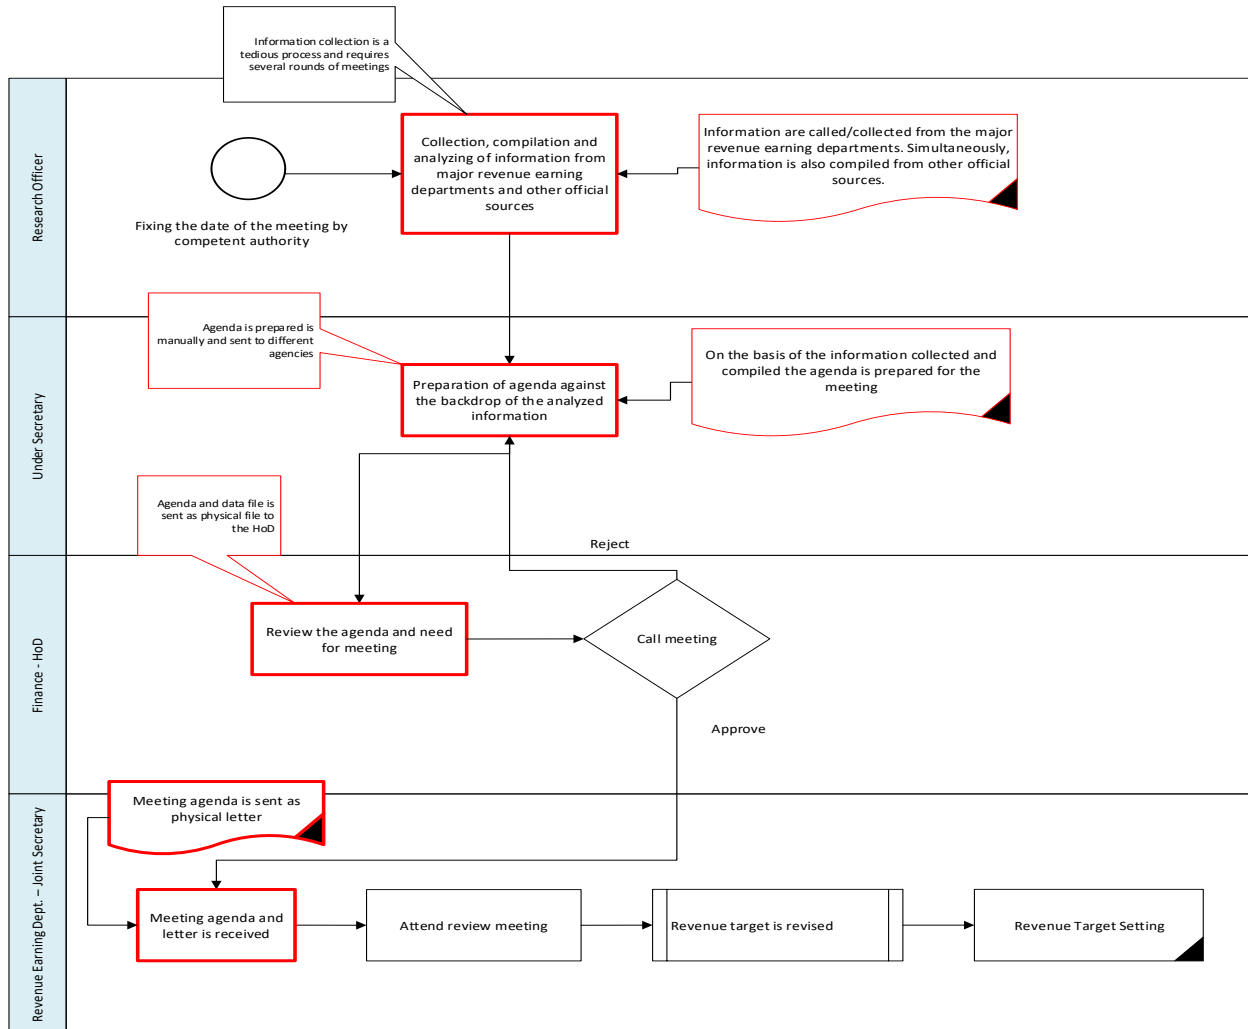 Information collection is a
tedious process and requires
several rounds of meetings
Research Officer
Collection, compilation and
analyzing of information from
major revenue earning
departments and other official
sources
Information are called/collected from the major
revenue earning departments. Simultaneously,
information is also compiled from other official
sources.
Fixing the date of the meeting by
competent authority
Under Secretary
Agenda is prepared is
manually and sent to different
agencies
Preparation of agenda against
the backdrop of the analyzed
information
On the basis of the information collected and
compiled the agenda is prepared for the
meeting
Agenda and data file is
sent as physical file to
the HoD
Reject
Finance - HoD
Review the agenda and need
for meeting
Call meeting
Approve
Revenue Earning Dept. – Joint Secretary
Meeting agenda is sent as
physical letter
Meeting agenda and
letter is received
Attend review meeting
Revenue target is revised
Revenue Target Setting